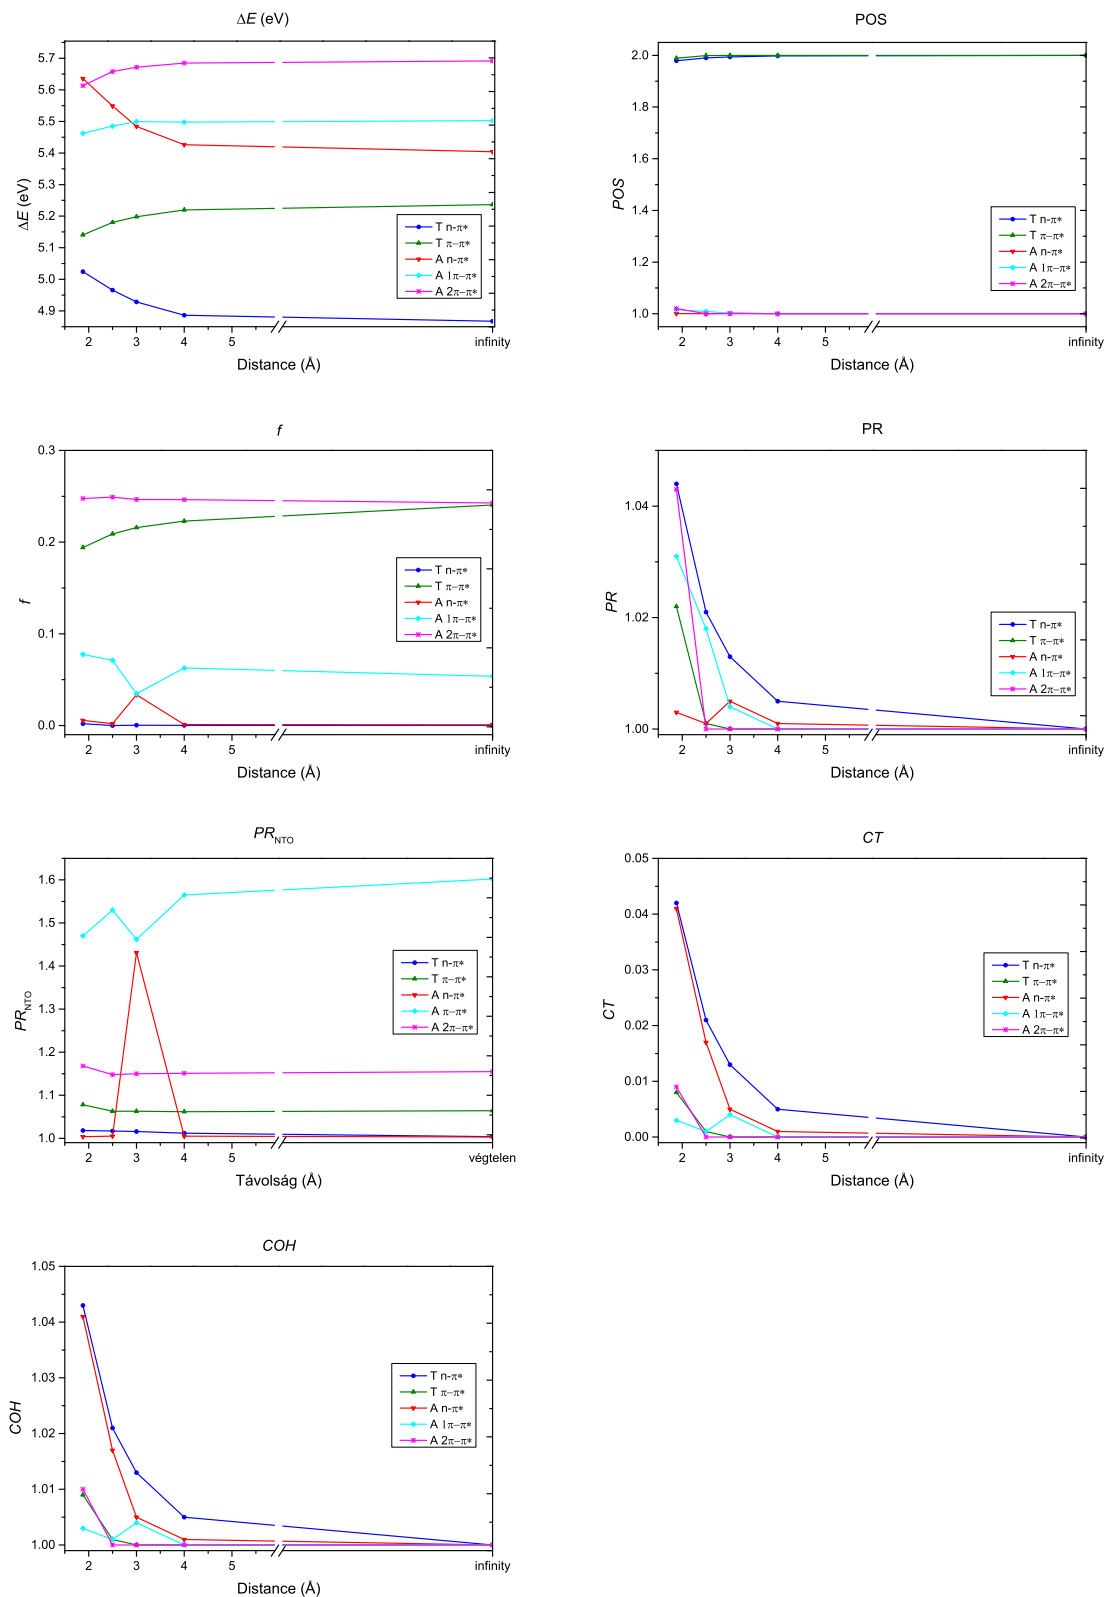 ΔE (eV)
5.7
5.6
5.5
5.4
5.3
5.2
5.1
5.0
4.9
ΔE (eV)
T n-π*
T π−π*
A n-π*
A 1π−π*
A 2π−π*
2 3 4 5 infinity
Distance (Å)
POS
2.0
1.8
1.6
1.4
1.2
1.0
POS
T n-π*
T π−π*
A n-π*
A 1π−π*
A 2π−π*
2 3 4 5 infinity
Distance (Å)
f
0.3
0.2
0.1
0.0
f
T n-π*
T π−π*
A n-π*
A 1π−π*
A 2π−π*
2 3 4 5 infinity
Distance (Å)
PR
1.04
1.02
1.00
PR
T n-π*
T π−π*
A n-π*
A 1π−π*
A 2π−π*
2 3 4 5 infinity
Distance (Å)
PR NTO
1.6
1.5
1.4
1.3
1.2
1.1
1.0
PR NTO
T n-π*
T π−π*
A n-π*
A π−π*
A 2π−π*
2 3 4 5 végtelen
Távolság (Å)
CT
0.05
0.04
0.03
0.02
0.01
0.00
CT
T n-π*
T π−π*
A n-π*
A 1π−π*
A 2π−π*
2 3 4 5 infinity
Distance (Å)
COH
1.05
1.04
1.03
1.02
1.01
1.00
COH
T n-π*
T π−π*
A n-π*
A 1π−π*
A 2π−π*
2 3 4 5 infinity
Distance (Å)